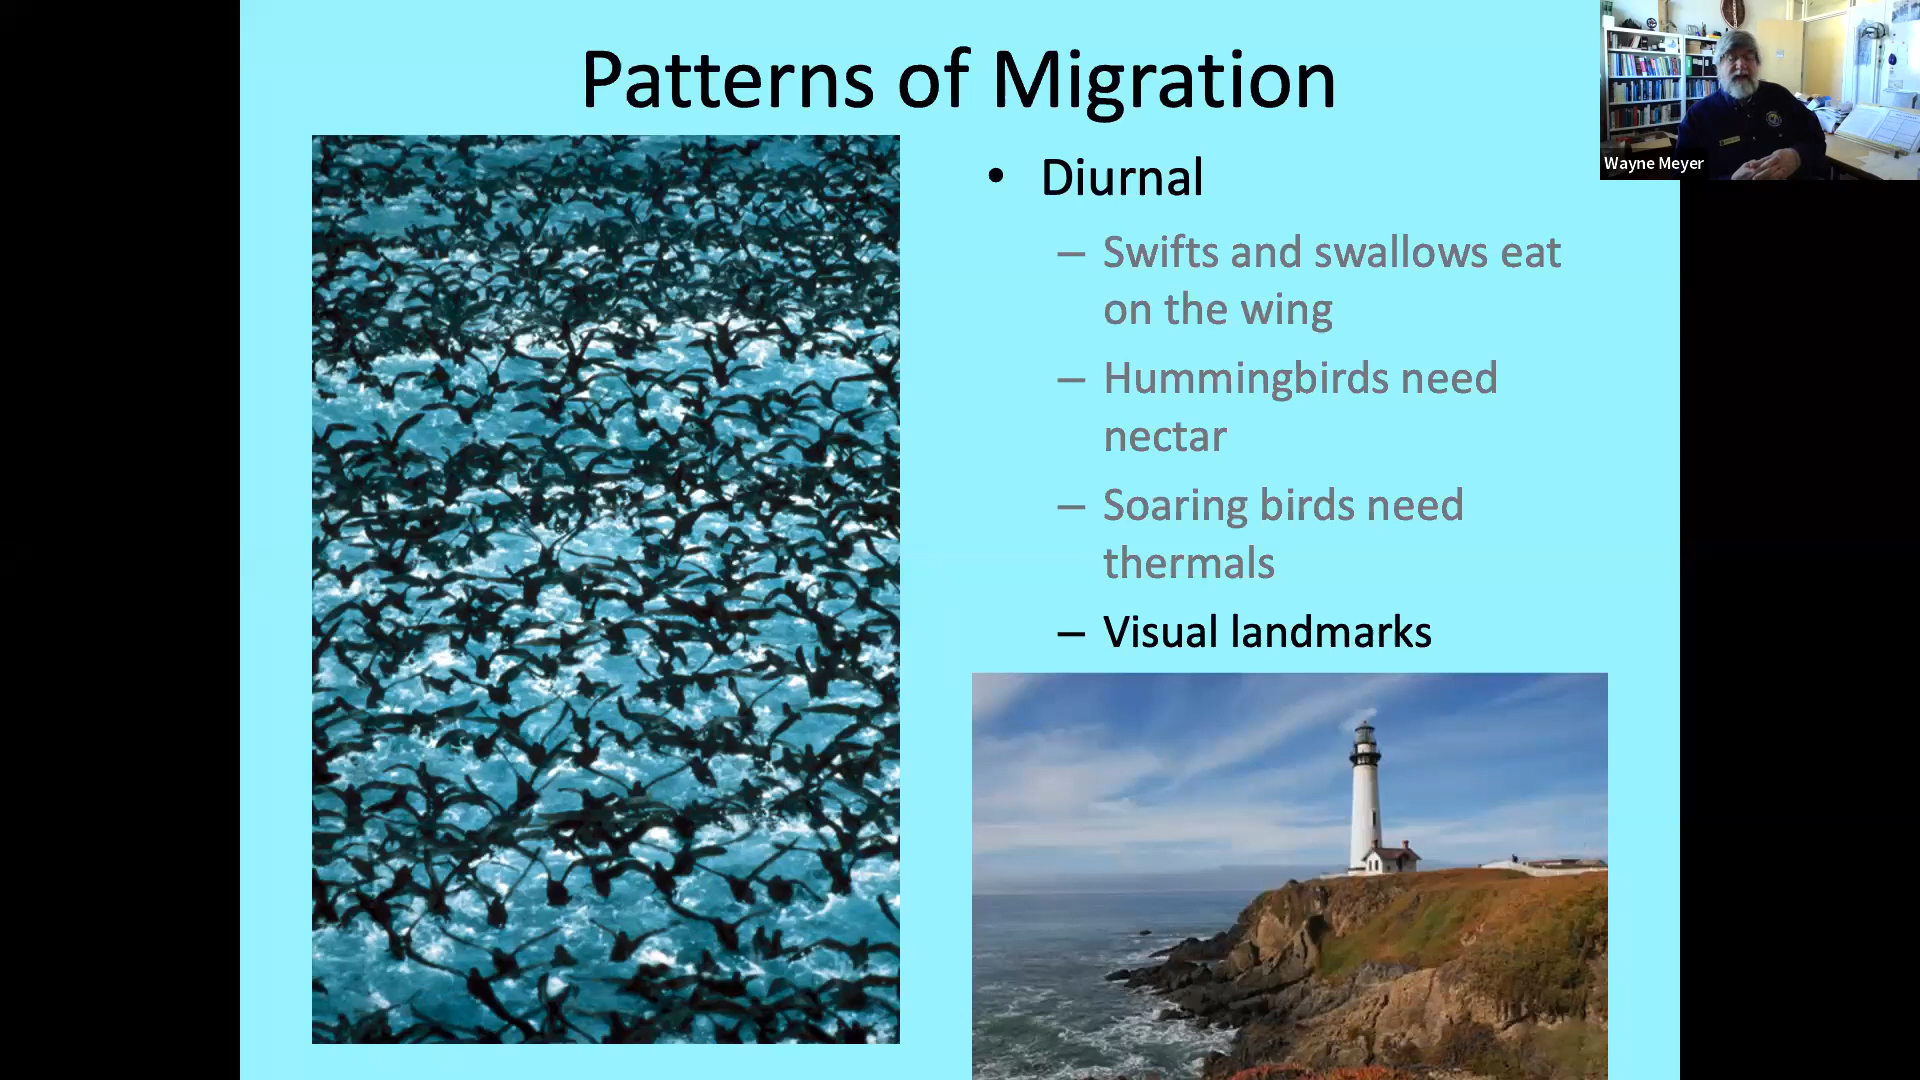 Patterns of Migration
Wayne Meyer
• Diurnal
– Swifts and swallows eat
on the wing
– Hummingbirds need
nectar
– Soaring birds need
thermals
– Visual landmarks